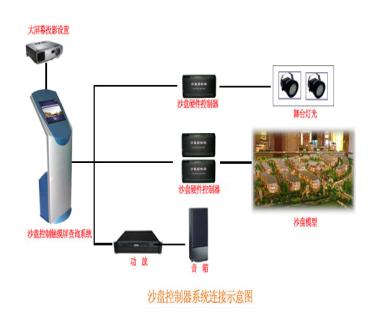 大屏幕投影设置
沙盘硬件控制器
舞台灯光
沙盘硬件控制器
沙盘模型
沙盘控制触摸屏查询系统
功 放
音 箱
沙盘控制器系统连接示意图